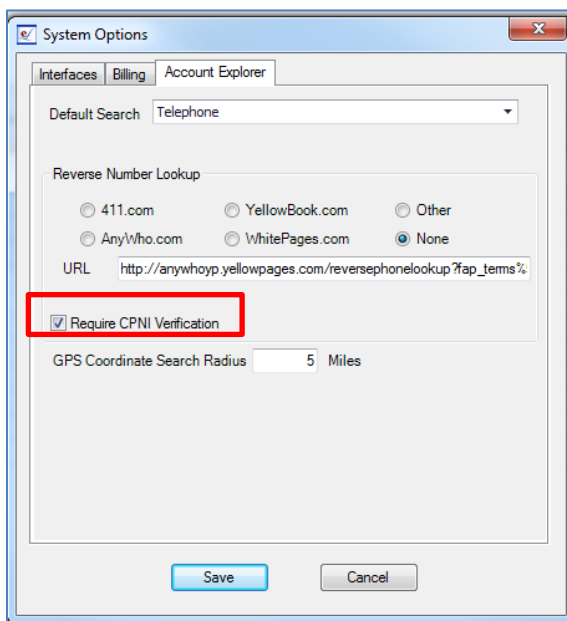 System Options
Interfaces Billing Account Explorer
Default Search Telephone
Reverse Number Lookup
411.com YellowBook.com Other
AnyWho.com WhitePages.com None
URL http://anywhoyp.yellowpages.com/reversephonelookup?fap_terms%
Require CPNI Verification
GPS Coordinate Search Radius 5 Miles
Save Cancel